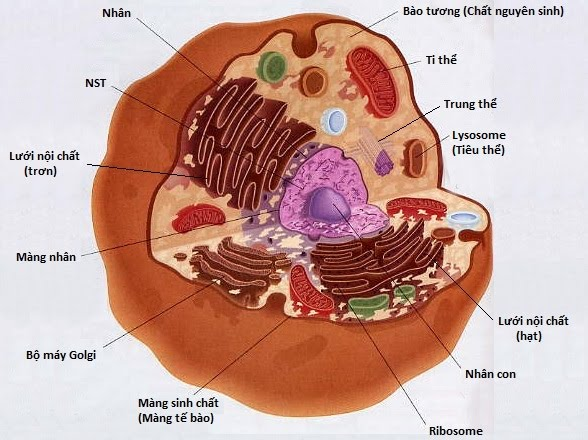 Nhân
Bào tương (Chất nguyên sinh)
Ti thể
NST
Trung thể
Lysosome
(Tiêu thể)
Lưới nội chất
(trơn)
Màng nhân
Lưới nội chất
(hạt)
Bộ máy Golgi
Nhân con
Màng sinh chất
(Màng tế bào)
Ribosome